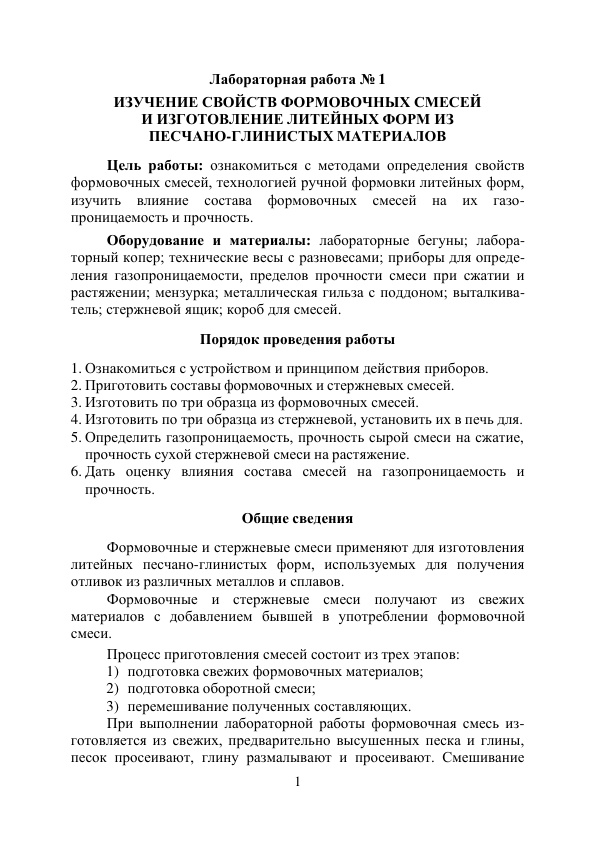 Лабораторная работа № 1
ИЗУЧЕНИЕ СВОЙСТВ ФОРМОВОЧНЫХ СМЕСЕЙ
И ИЗГОТОВЛЕНИЕ ЛИТЕЙНЫХ ФОРМ ИЗ
ПЕСЧАНО-ГЛИНИСТЫХ МАТЕРИАЛОВ
Цель работы: ознакомиться с методами определения свойств
формовочных смесей, технологией ручной формовки литейных форм,
изучить влияние состава формовочных смесей на их газо-
проницаемость и прочность.
Оборудование и материалы: лабораторные бегуны; лабора-
торный копер; технические весы с разновесами; приборы для опреде-
ления газопроницаемости, пределов прочности смеси при сжатии и
растяжении; мензурка; металлическая гильза с поддоном; выталкива-
тель; стержневой ящик; короб для смесей.
Порядок проведения работы
1. Ознакомиться с устройством и принципом действия приборов.
2. Приготовить составы формовочных и стержневых смесей.
3. Изготовить по три образца из формовочных смесей.
4. Изготовить по три образца из стержневой, установить их в печь для.
5. Определить газопроницаемость, прочность сырой смеси на сжатие,
прочность сухой стержневой смеси на растяжение.
6. Дать оценку влияния состава смесей на газопроницаемость и
прочность.
Общие сведения
Формовочные и стержневые смеси применяют для изготовления
литейных песчано-глинистых форм, используемых для получения
отливок из различных металлов и сплавов.
Формовочные и стержневые смеси получают из свежих
материалов с добавлением бывшей в употреблении формовочной
смеси.
Процесс приготовления смесей состоит из трех этапов:
1) подготовка свежих формовочных материалов;
2) подготовка оборотной смеси;
3) перемешивание полученных составляющих.
При выполнении лабораторной работы формовочная смесь из-
готовляется из свежих, предварительно высушенных песка и глины,
песок просеивают, глину размалывают и просеивают. Смешивание
1